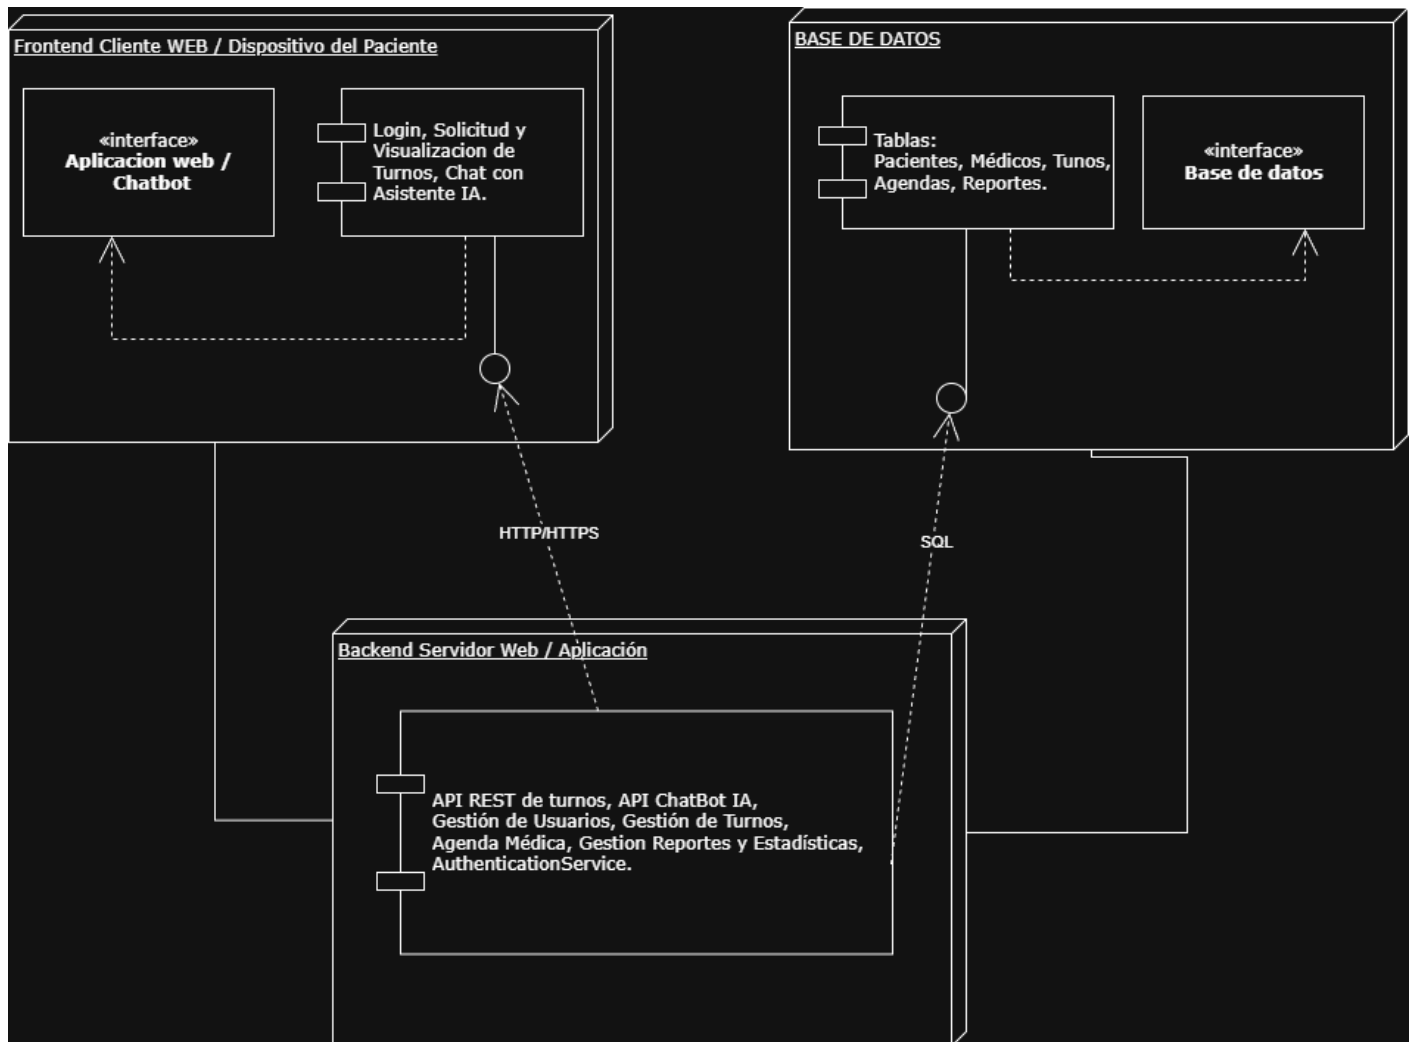 Frontend Cliente WEB / Dispositivo del Paciente
«interface»
Aplicacion web /
Chatbot
Login, Solicitud y
Visualizacion de
Turnos, Chat con
Asistente IA.
BASE DE DATOS
Tablas:
Pacientes, Médicos, Tunos,
Agendas, Reportes.
«interface»
Base de datos
HTTP/HTTPS
SQL
Backend Servidor Web / Aplicación
API REST de turnos, API ChatBot IA,
Gestión de Usuarios, Gestión de Turnos,
Agenda Médica, Gestion Reportes y Estadísticas,
AuthenticationService.